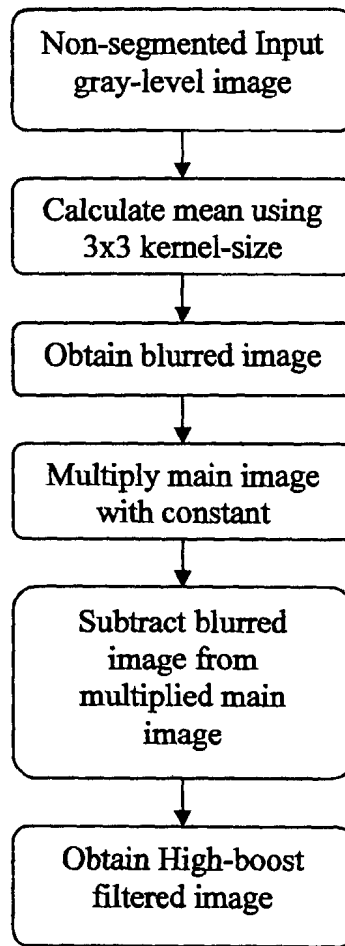 Non-segmented Input
gray-level image
Calculate mean using
3x3 kernel-size
Obtain blurred image
Multiply main image
with constant
Subtract blurred
image from
multiplied main
image
Obtain High-boost
filtered image